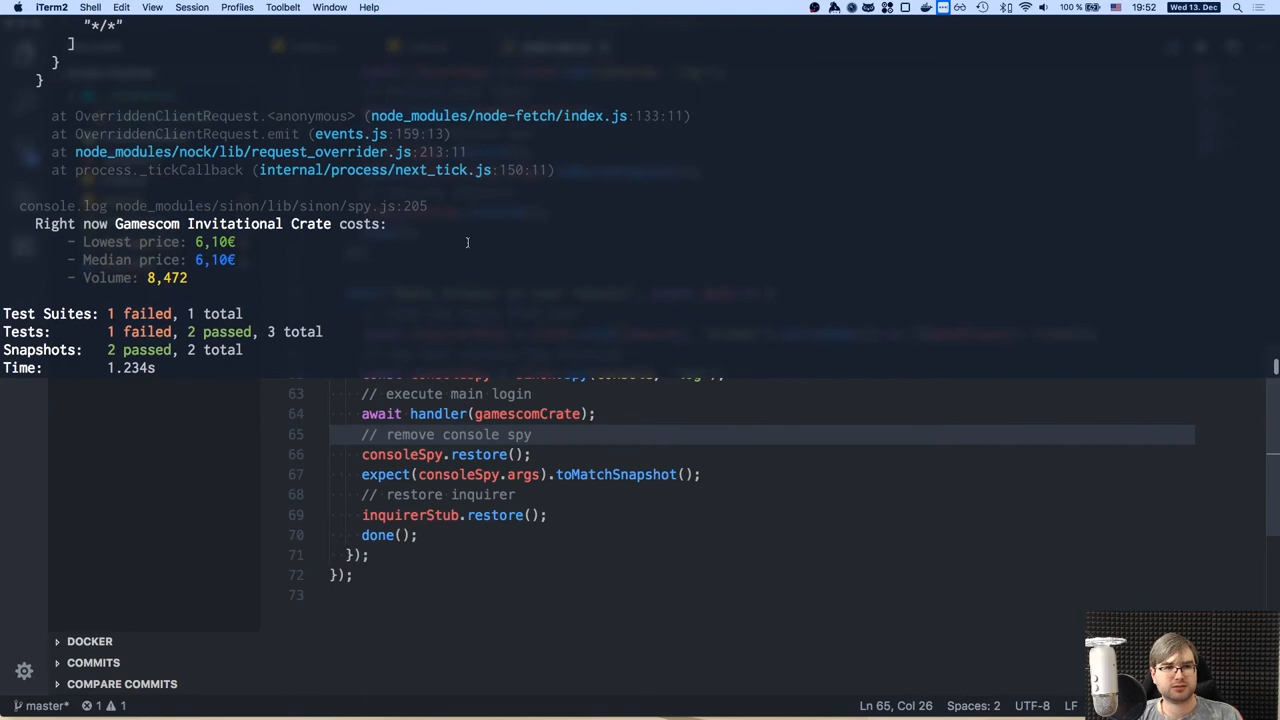 iTerm2 Shell Edit View Session Profiles Toolbelt Window Help 100 % 19:52 Wed 13. Dec
"*/*"
]
}
}
at OverriddenClientRequest.<anonymous> (node_modules/node-fetch/index.js:133:11)
at OverriddenClientRequest.emit (events.js:159:13)
at node_modules/nock/lib/request_overrider.js:213:11
at process._tickCallback (internal/process/next_tick.js:150:11)
console.log node_modules/sinon/lib/sinon/spy.js:205
Right now Gamescom Invitational Crate costs:
- Lowest price: 6,10€
- Median price: 6,10€
- Volume: 8,472
Test Suites: 1 failed, 1 total
Tests: 1 failed, 2 passed, 3 total
Snapshots: 2 passed, 2 total
Time: 1.234s
63 // execute main login
64 await handler(gamescomCrate);
65 // remove console spy
66 consoleSpy.restore();
67 expect(consoleSpy.args).toMatchSnapshot();
68 // restore inquirer
69 inquirerStub.restore();
70 done();
71 });
72 });
73
DOCKER
COMMITS
COMPARE COMMITS
master* 1 1 Ln 65, Col 26 Spaces: 2 UTF-8 LF